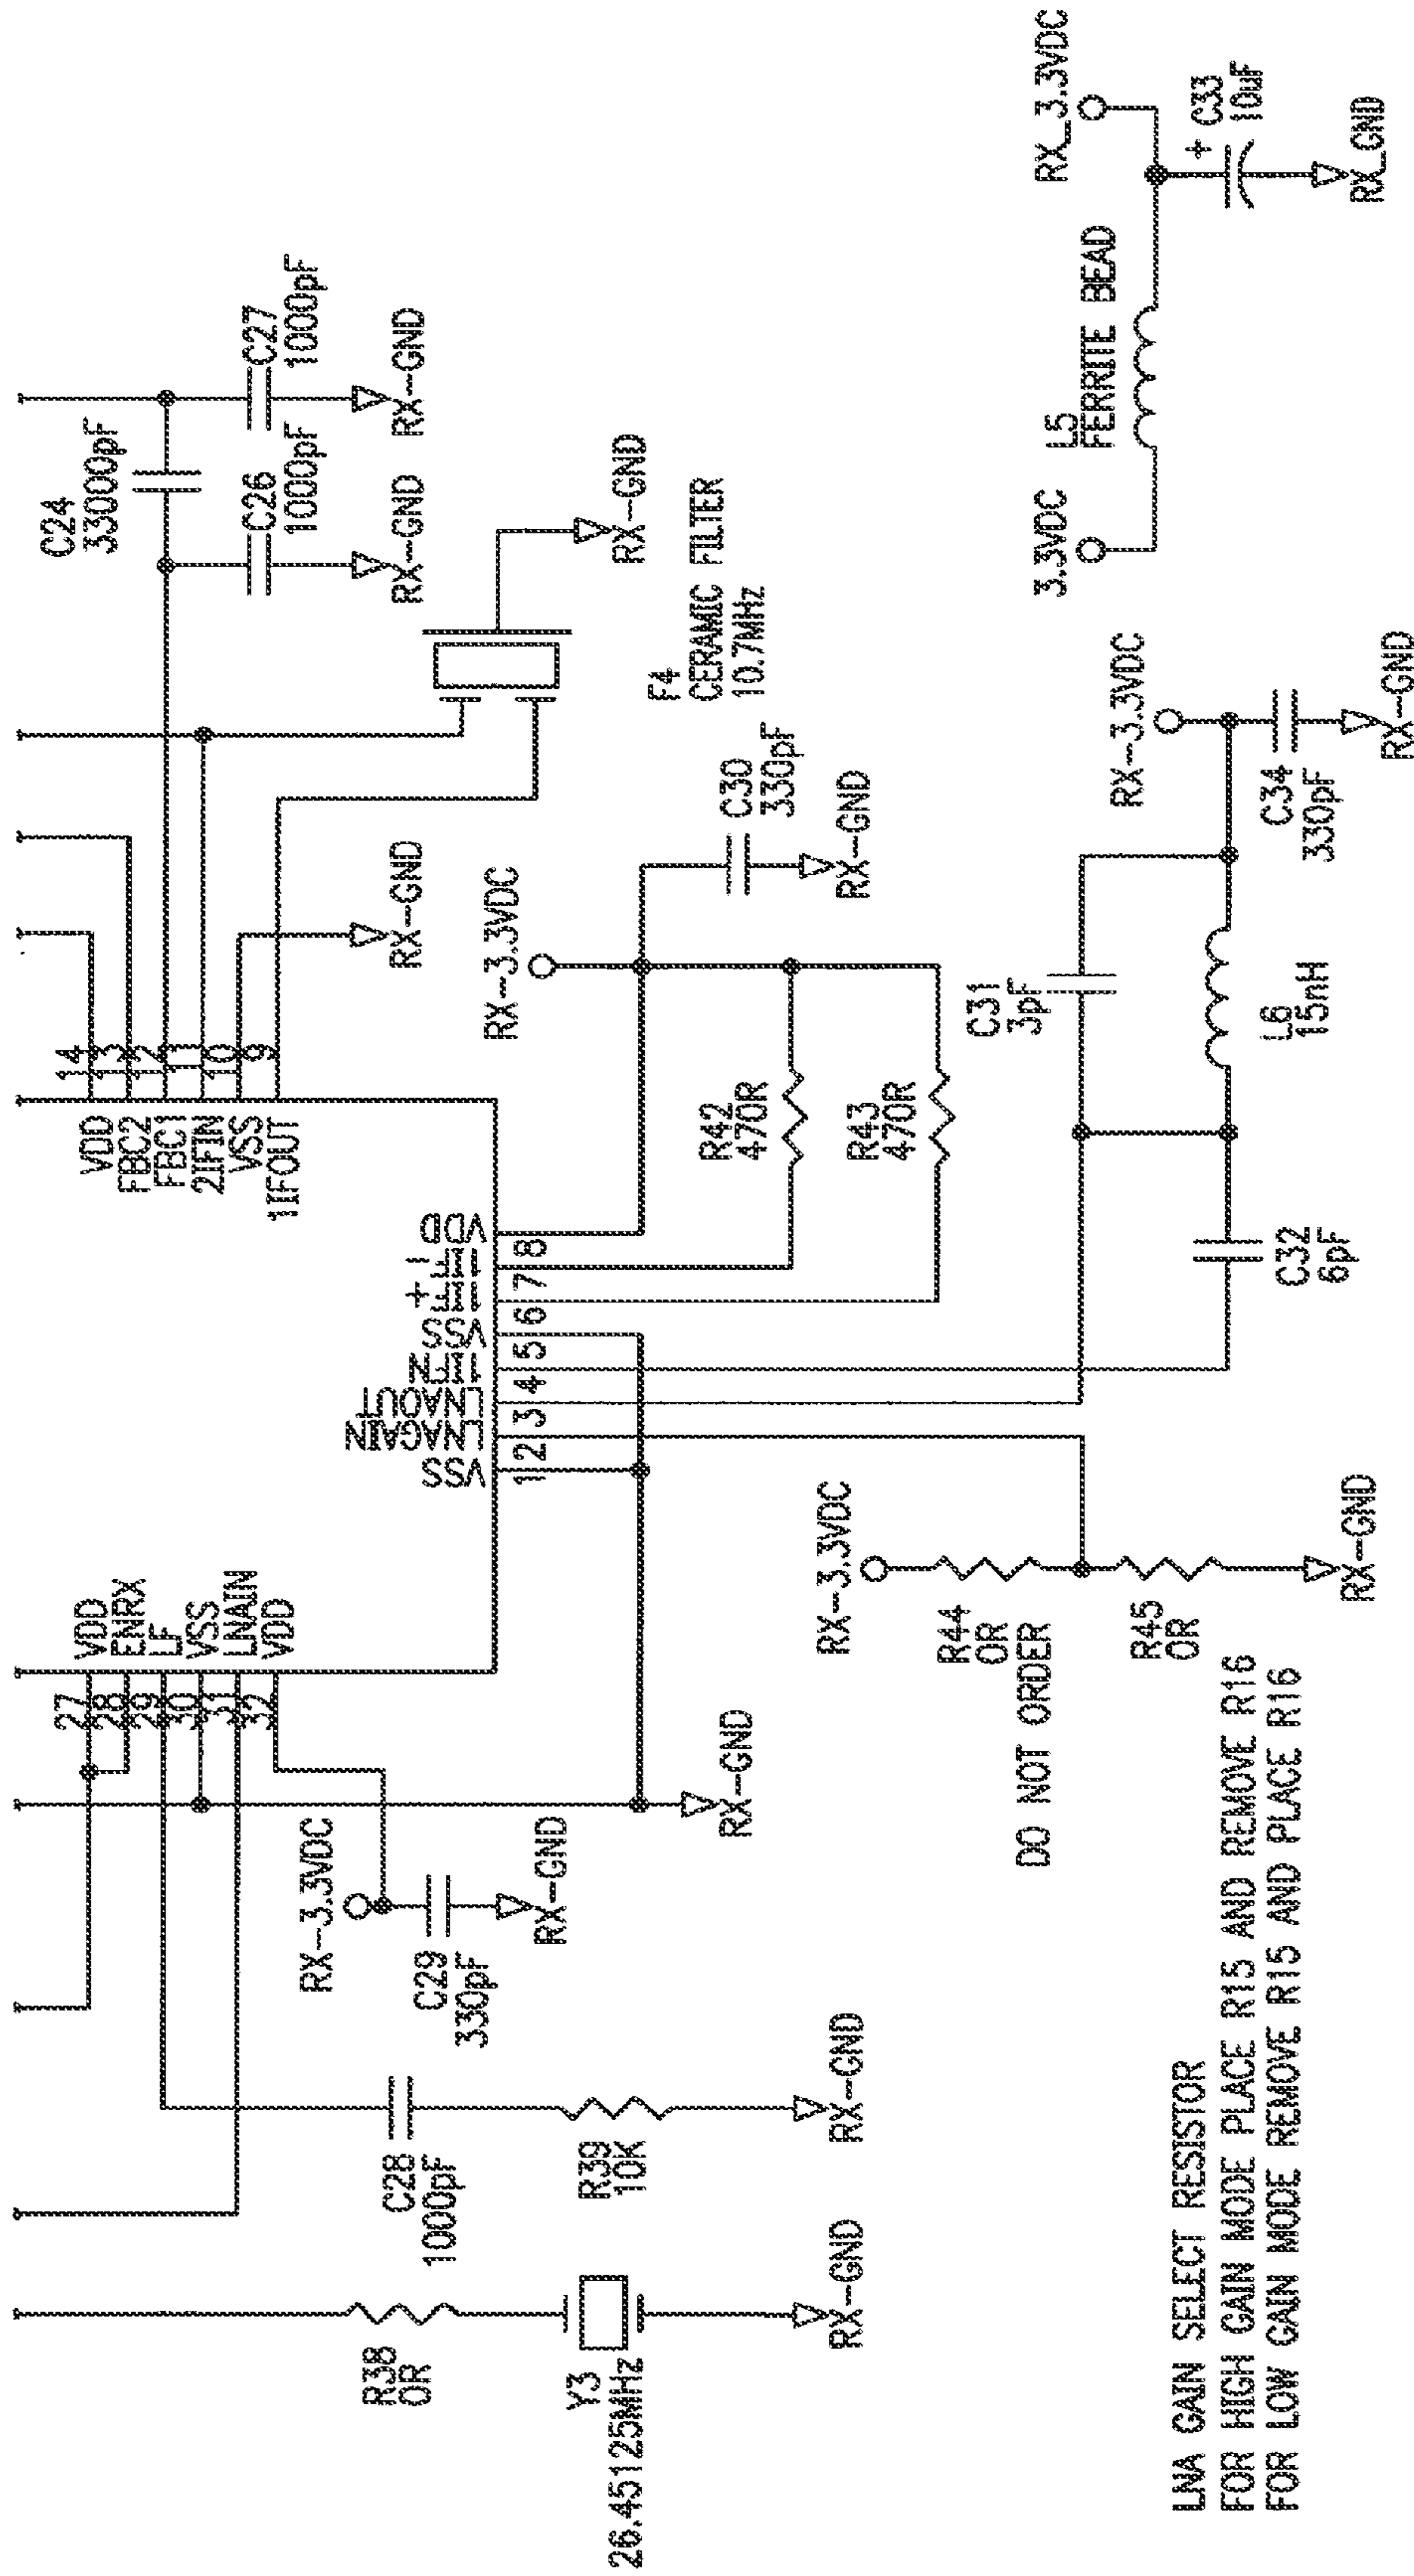 27
28
29
30
31
32
VDD
ENRX
LF
VSS
LNAIN
VDD
VDD
FBC2
FBC1
2IFIN
VSS
1IFOUT
14
13
12
11
10
9
VSS
LNAGAIN
LNAOUT
1IFN
VSS
1IF1+
1IF1-
VDD
1
2
3
4
5
6
7
8
C24
33000pF
C26
1000pF
C27
1000pF
RX-GND
RX-GND
RX-GND
RX-GND
F4
CERAMIC FILTER
10.7MHz
R38
0R
Y3
26.45125MHz
RX-GND
C28
1000pF
R39
10K
RX-GND
RX-3.3VDC
C29
330pF
RX-GND
RX-GND
RX-3.3VDC
C30
330pF
RX-GND
R42
470R
R43
470R
RX-3.3VDC
R44
0R
DO NOT ORDER
R45
0R
RX-GND
C31
3pF
L6
15nH
C32
6pF
RX-3.3VDC
C34
330pF
RX-GND
3.3VDC
L5
FERRITE BEAD
RX_3.3VDC
+
C33
10uF
RX_GND
LNA GAIN SELECT RESISTOR
FOR HIGH GAIN MODE PLACE R15 AND REMOVE R16
FOR LOW GAIN MODE REMOVE R15 AND PLACE R16